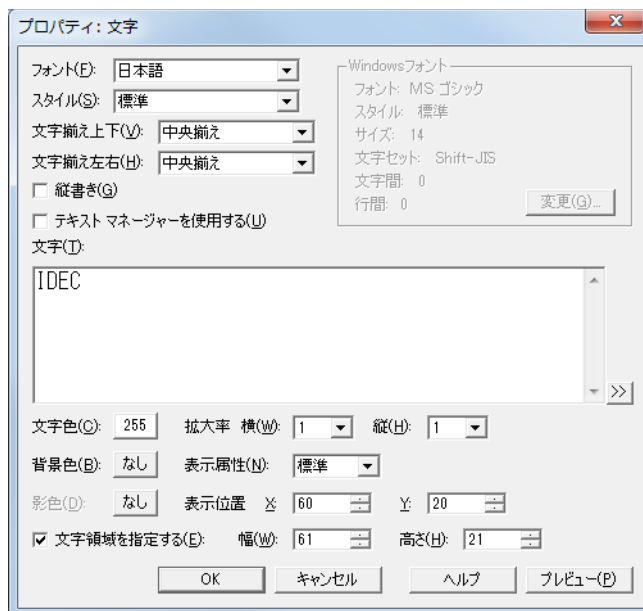 プロパティ: 文字
フォント(F): 日本語
スタイル(S): 標準
文字揃え上下(V): 中央揃え
文字揃え左右(H): 中央揃え
縦書き(G)
テキスト マネージャーを使用する(U)
Windowsフォント
フォント: MS ゴシック
スタイル: 標準
サイズ: 14
文字セット: Shift-JIS
文字間: 0
行間: 0
変更(G)...
文字(T):
IDEC
>>
文字色(C): 255 拡大率 横(W): 1 縦(H): 1
背景色(B): なし 表示属性(N): 標準
影色(D): なし 表示位置 X: 60 Y: 20
文字領域を指定する(E): 幅(W): 61 高さ(H): 21
OK キャンセル ヘルプ プレビュー(P)